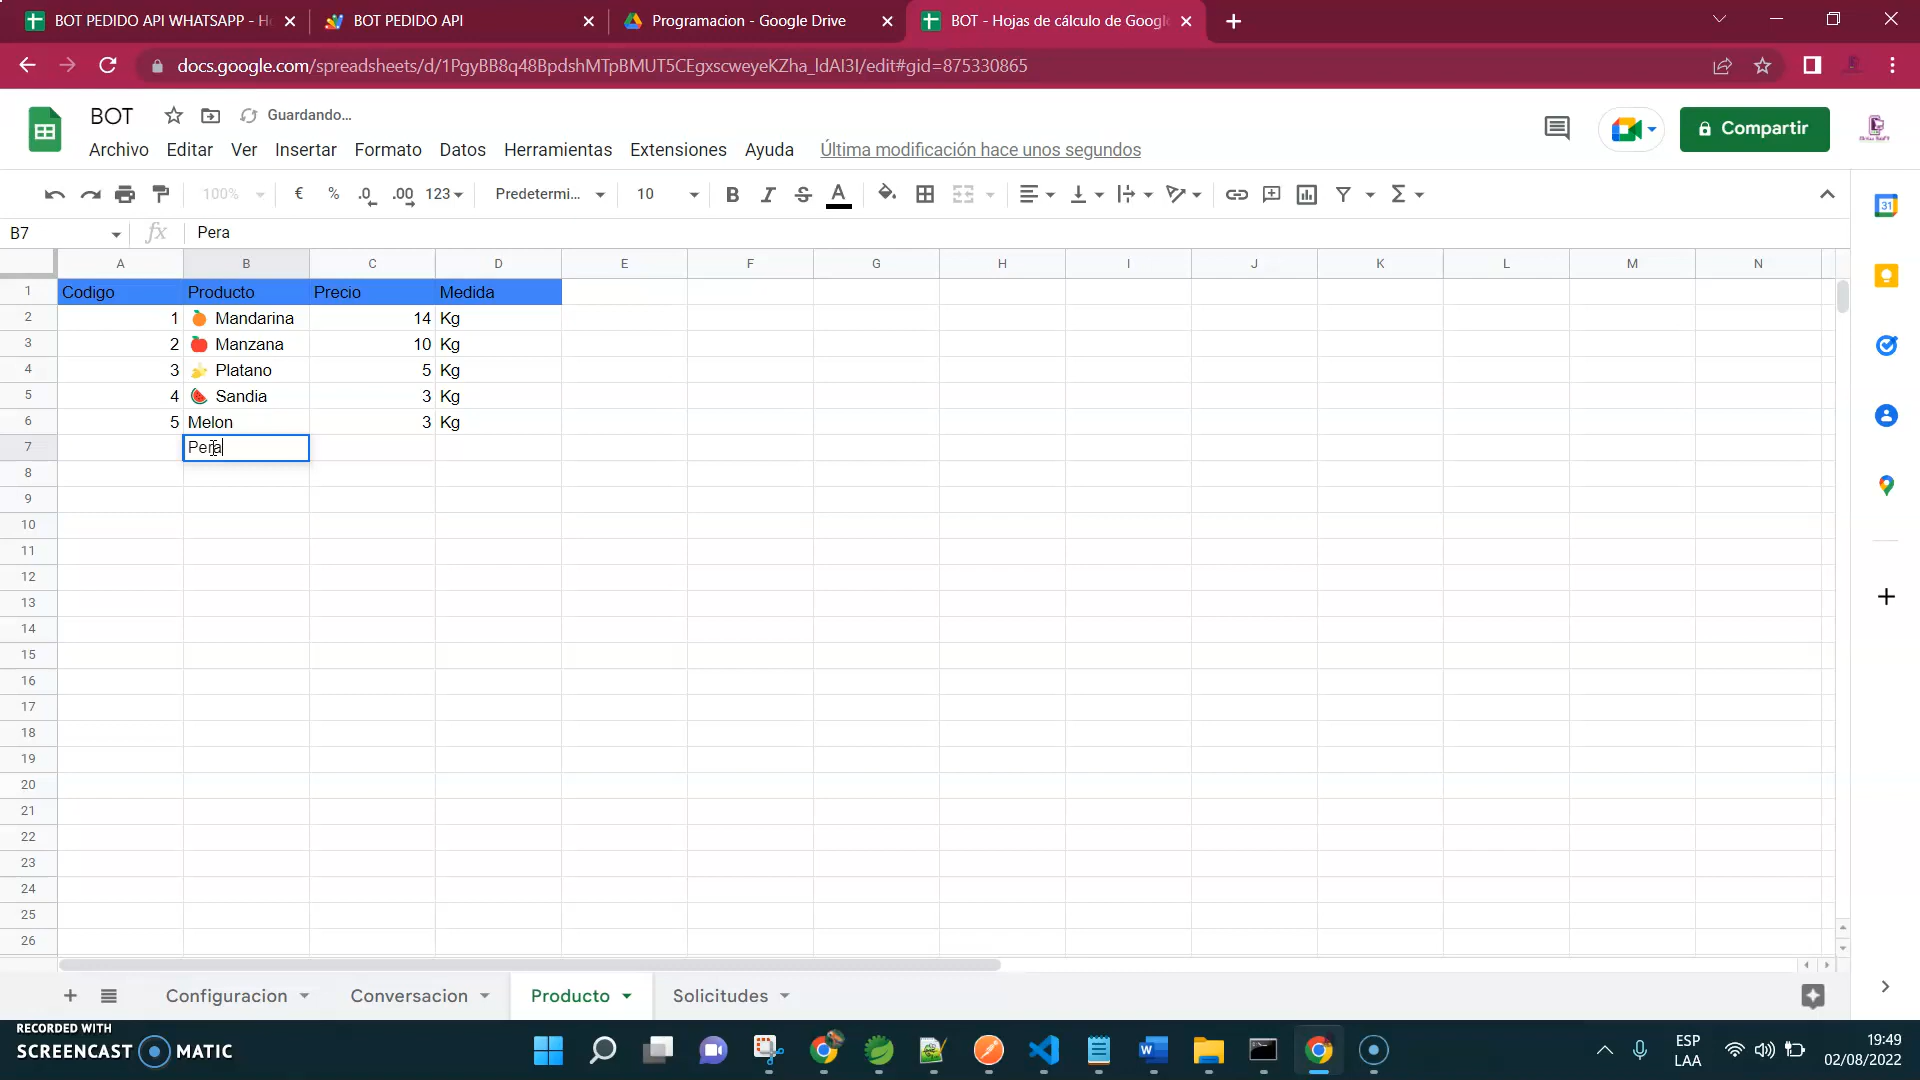 BOT PEDIDO API WHATSAPP - H
BOT PEDIDO API
Programacion - Google Drive
BOT - Hojas de cálculo de Googl
docs.google.com/spreadsheets/d/1PgyBB8q48BpdshMTpBMUT5CEgxscweyeKZha_ldAI3I/edit#gid=875330865
BOT
Guardando...
Compartir
Archivo Editar Ver Insertar Formato Datos Herramientas Extensiones Ayuda Última modificación hace unos segundos
100% € % .0 .00 123 Predetermi... 10 B I S A Σ
B7 fx Pera
A B C D E F G H I J K L M N
1 Codigo Producto Precio Medida
2 1 Mandarina 14 Kg
3 2 Manzana 10 Kg
4 3 Platano 5 Kg
5 4 Sandia 3 Kg
6 5 Melon 3 Kg
7 Pera
8
9
10
11
12
13
14
15
16
17
18
19
20
21
22
23
24
25
26
31
Configuracion Conversacion Producto Solicitudes
RECORDED WITH
SCREENCAST MATIC
ESP
LAA
19:49
02/08/2022